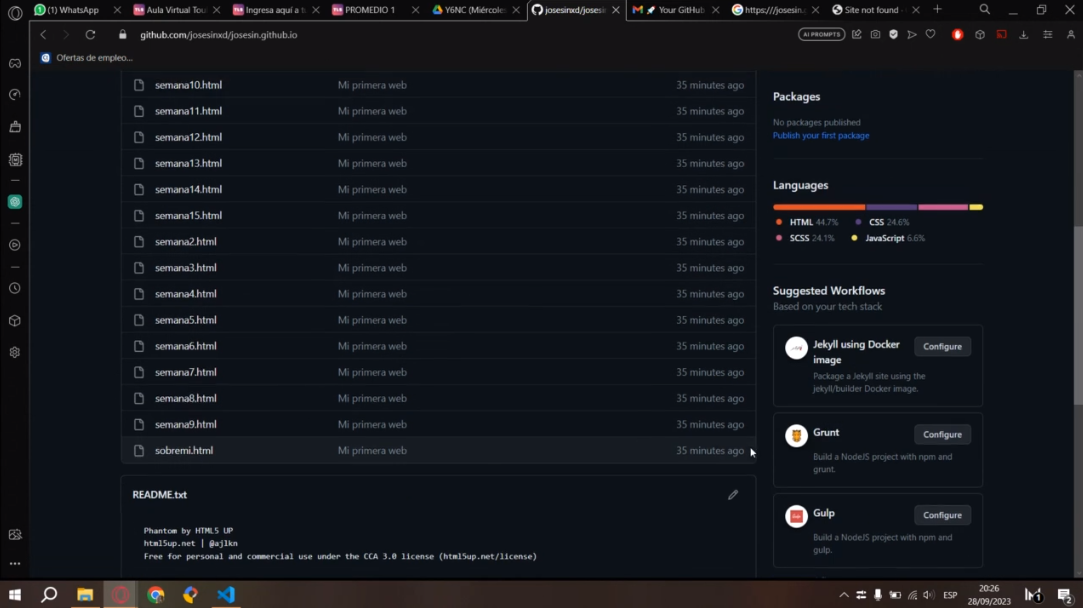 (1) WhatsApp
Aula Virtual Tou
Ingresa aquí a t
PROMEDIO 1
Y6NC (Miércoles
josesinxd/josesi
Your GitHub
https://josesin.g
Site not found ·
github.com/josesinxd/josesin.github.io
AI PROMPTS
Ofertas de empleo...
semana10.html Mi primera web 35 minutes ago
semana11.html Mi primera web 35 minutes ago
semana12.html Mi primera web 35 minutes ago
semana13.html Mi primera web 35 minutes ago
semana14.html Mi primera web 35 minutes ago
semana15.html Mi primera web 35 minutes ago
semana2.html Mi primera web 35 minutes ago
semana3.html Mi primera web 35 minutes ago
semana4.html Mi primera web 35 minutes ago
semana5.html Mi primera web 35 minutes ago
semana6.html Mi primera web 35 minutes ago
semana7.html Mi primera web 35 minutes ago
semana8.html Mi primera web 35 minutes ago
semana9.html Mi primera web 35 minutes ago
sobremi.html Mi primera web 35 minutes ago
README.txt
Phantom by HTML5 UP
html5up.net | @ajlkn
Free for personal and commercial use under the CCA 3.0 license (html5up.net/license)
Packages
No packages published
Publish your first package
Languages
HTML 44.7% CSS 24.6%
SCSS 24.1% JavaScript 6.6%
Suggested Workflows
Based on your tech stack
Jekyll using Docker
image
Configure
Package a Jekyll site using the
jekyll/builder Docker image.
Grunt
Configure
Build a NodeJS project with npm and
grunt.
Gulp
Configure
Build a NodeJS project with npm and
gulp.
ESP
20:26
28/09/2023
1
2